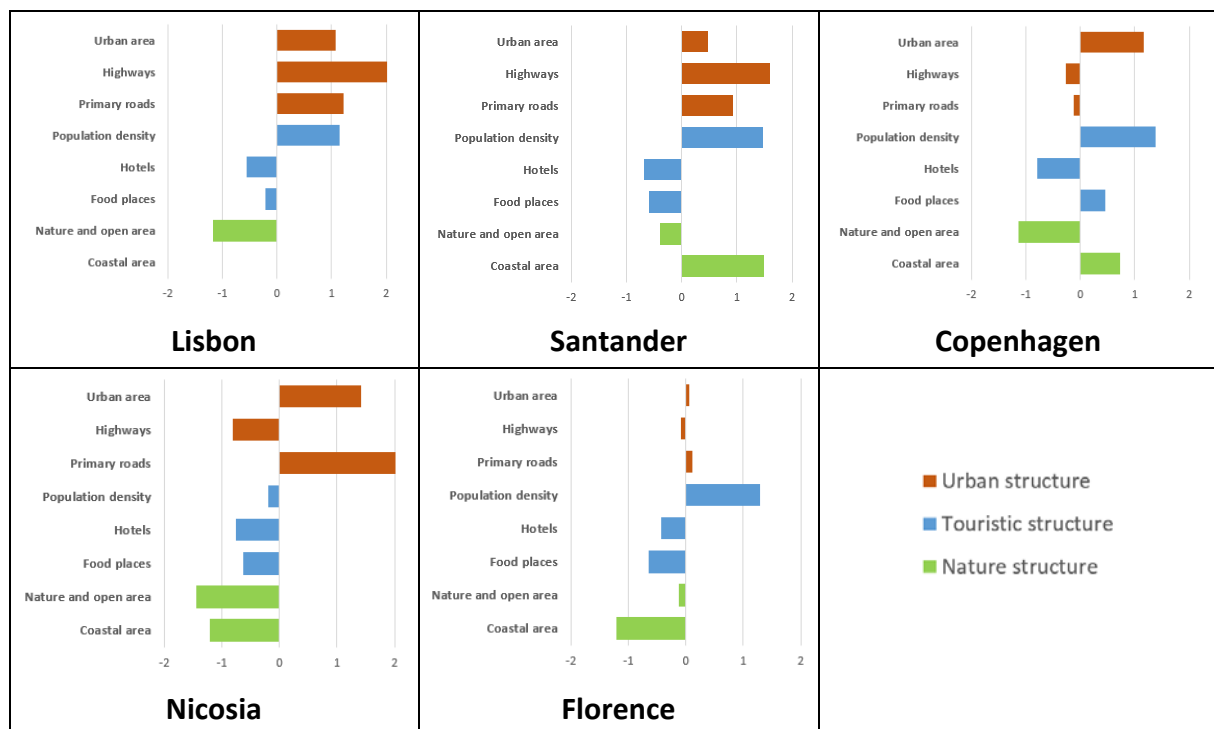 Urban area
Highways
Primary roads
Population density
Hotels
Food places
Nature and open area
Coastal area
-2 -1 0 1 2
Lisbon
Urban area
Highways
Primary roads
Population density
Hotels
Food places
Nature and open area
Coastal area
-2 -1 0 1 2
Santander
Urban area
Highways
Primary roads
Population density
Hotels
Food places
Nature and open area
Coastal area
-2 -1 0 1 2
Copenhagen
Urban area
Highways
Primary roads
Population density
Hotels
Food places
Nature and open area
Coastal area
-2 -1 0 1 2
Nicosia
Urban area
Highways
Primary roads
Population density
Hotels
Food places
Nature and open area
Coastal area
-2 -1 0 1 2
Florence
Urban structure
Touristic structure
Nature structure